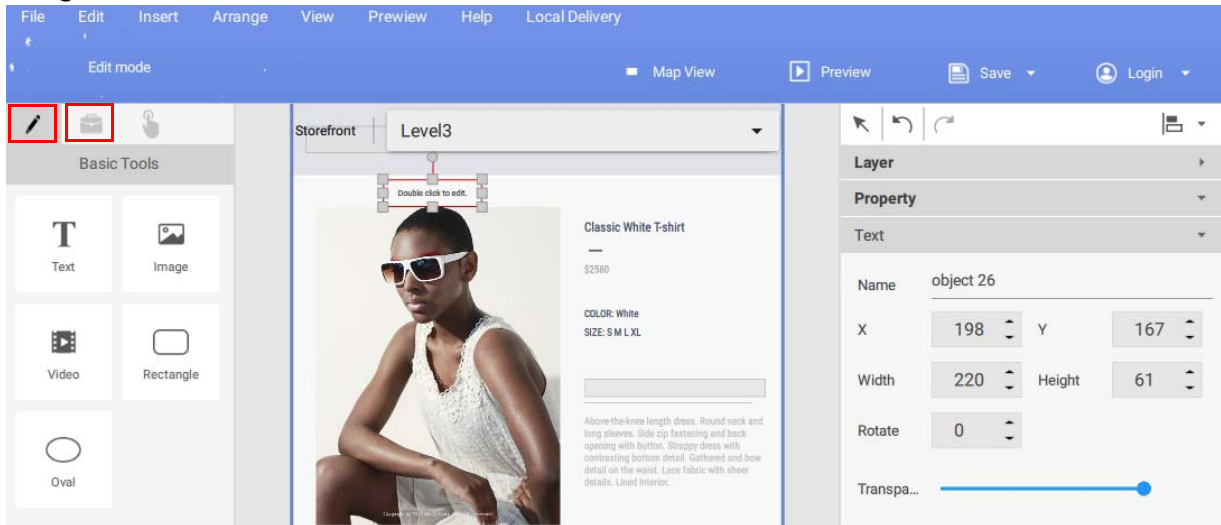 File Edit Insert Arrange View Prewiew Help Local Delivery
Edit mode
Map View Preview Save Login
Basic Tools
Text Image
Video Rectangle
Oval
Storefront Level3
Double click to edit.
Classic White T-shirt
$2580
COLOR: White
SIZE: S M L XL
Above-the-knee length dress. Round neck and
long sleeves. Side zip fastening and back
opening with button. Strappy dress with
contrasting bottom detail. Gathered and bow
detail on the waist. Lace fabric with sheer
details. Lined interior.
Layer
Property
Text
Name object 26
X 198 Y 167
Width 220 Height 61
Rotate 0
Transpa...